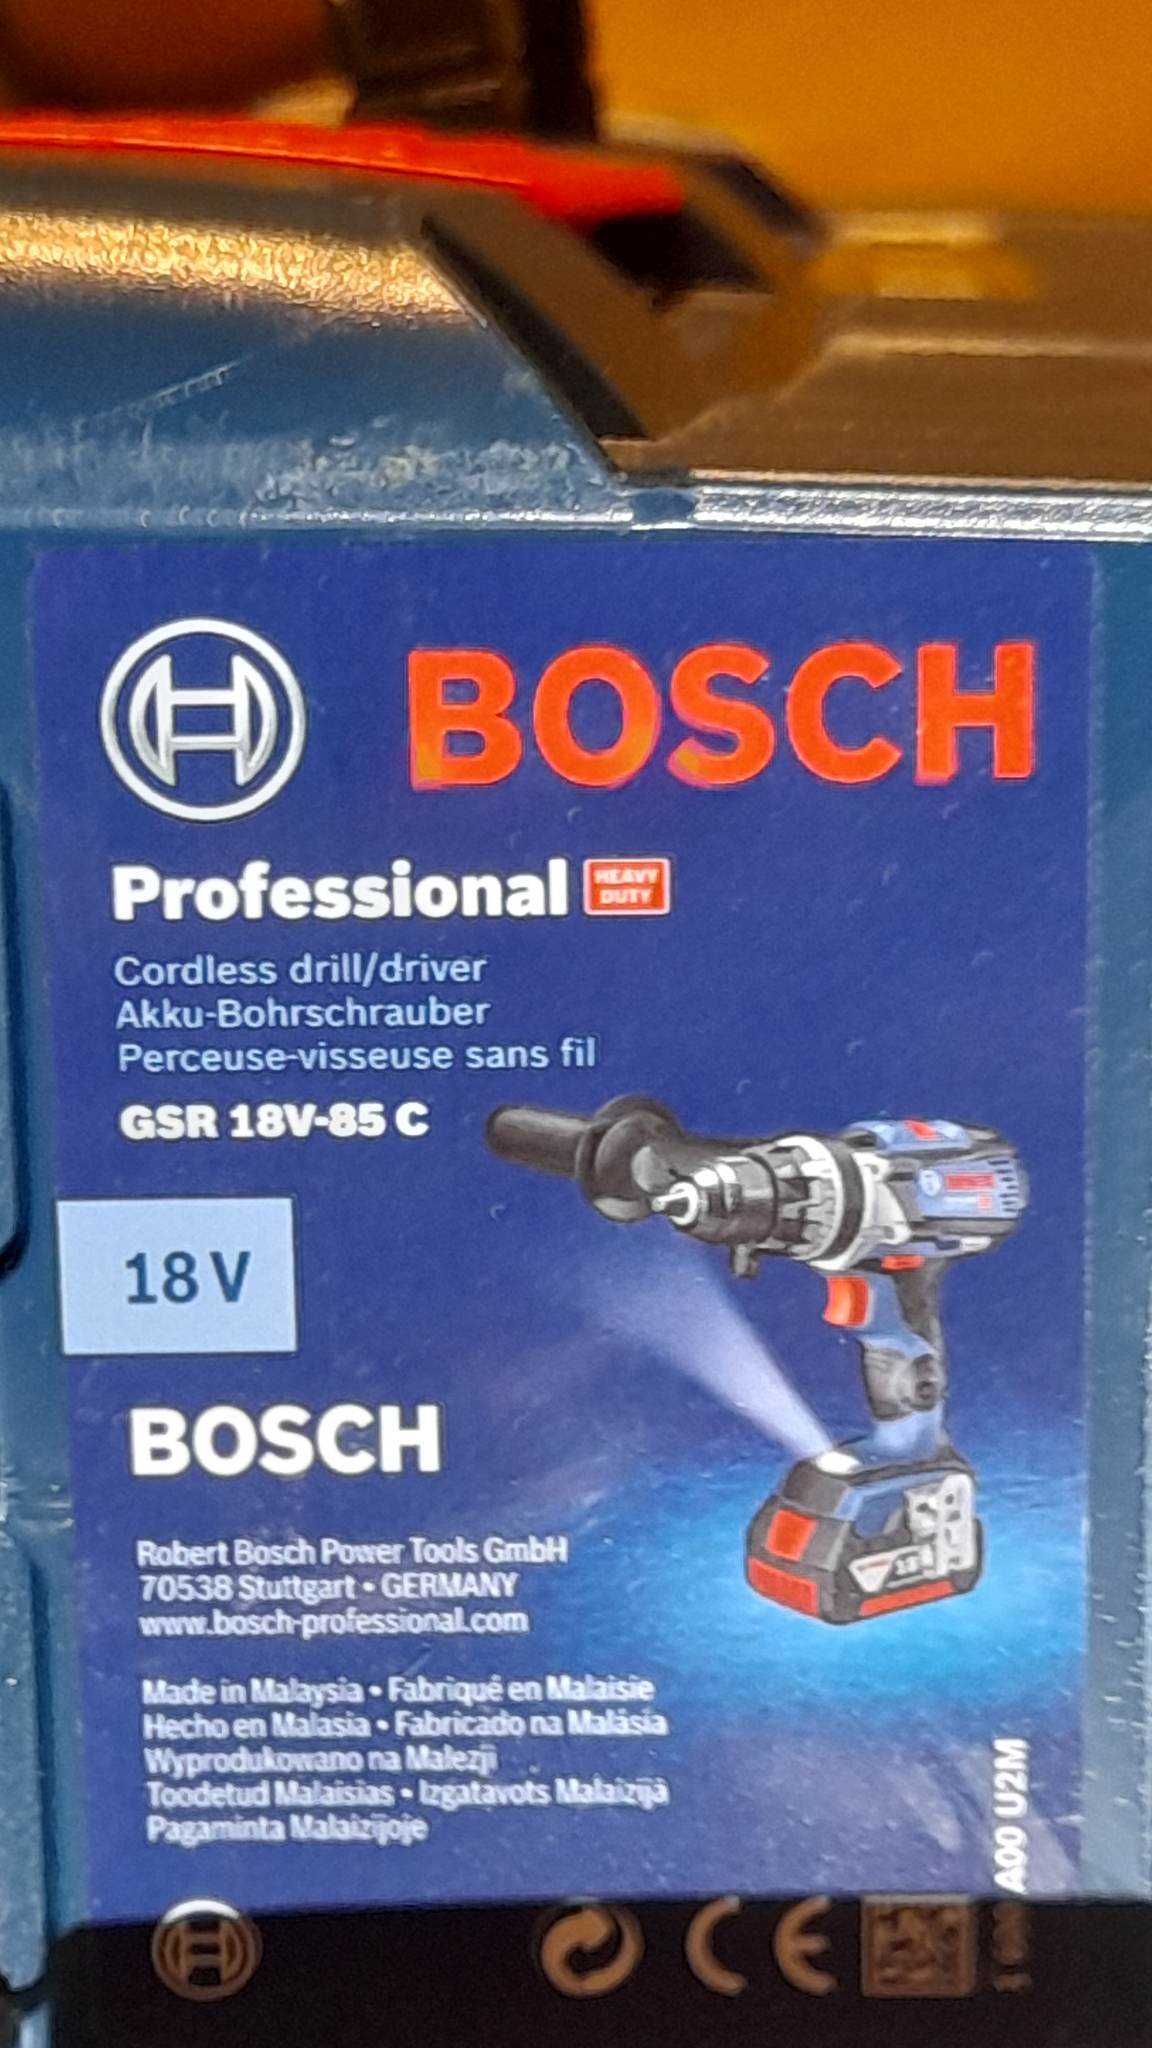 BOSCH
Professional HEAVY DUTY
Cordless drill/driver
Akku-Bohrschrauber
Perceuse-visseuse sans fil
GSR 18V-85 C
18 V
BOSCH
Robert Bosch Power Tools GmbH
70538 Stuttgart • GERMANY
www.bosch-professional.com
Made in Malaysia • Fabriqué en Malaisie
Hecho en Malasia • Fabricado na Malásia
Wyprodukowano na Malezji
Toodetud Malaisias • Izgatavots Malaizijā
Pagaminta Malaizijoje
A00 U2M
CE